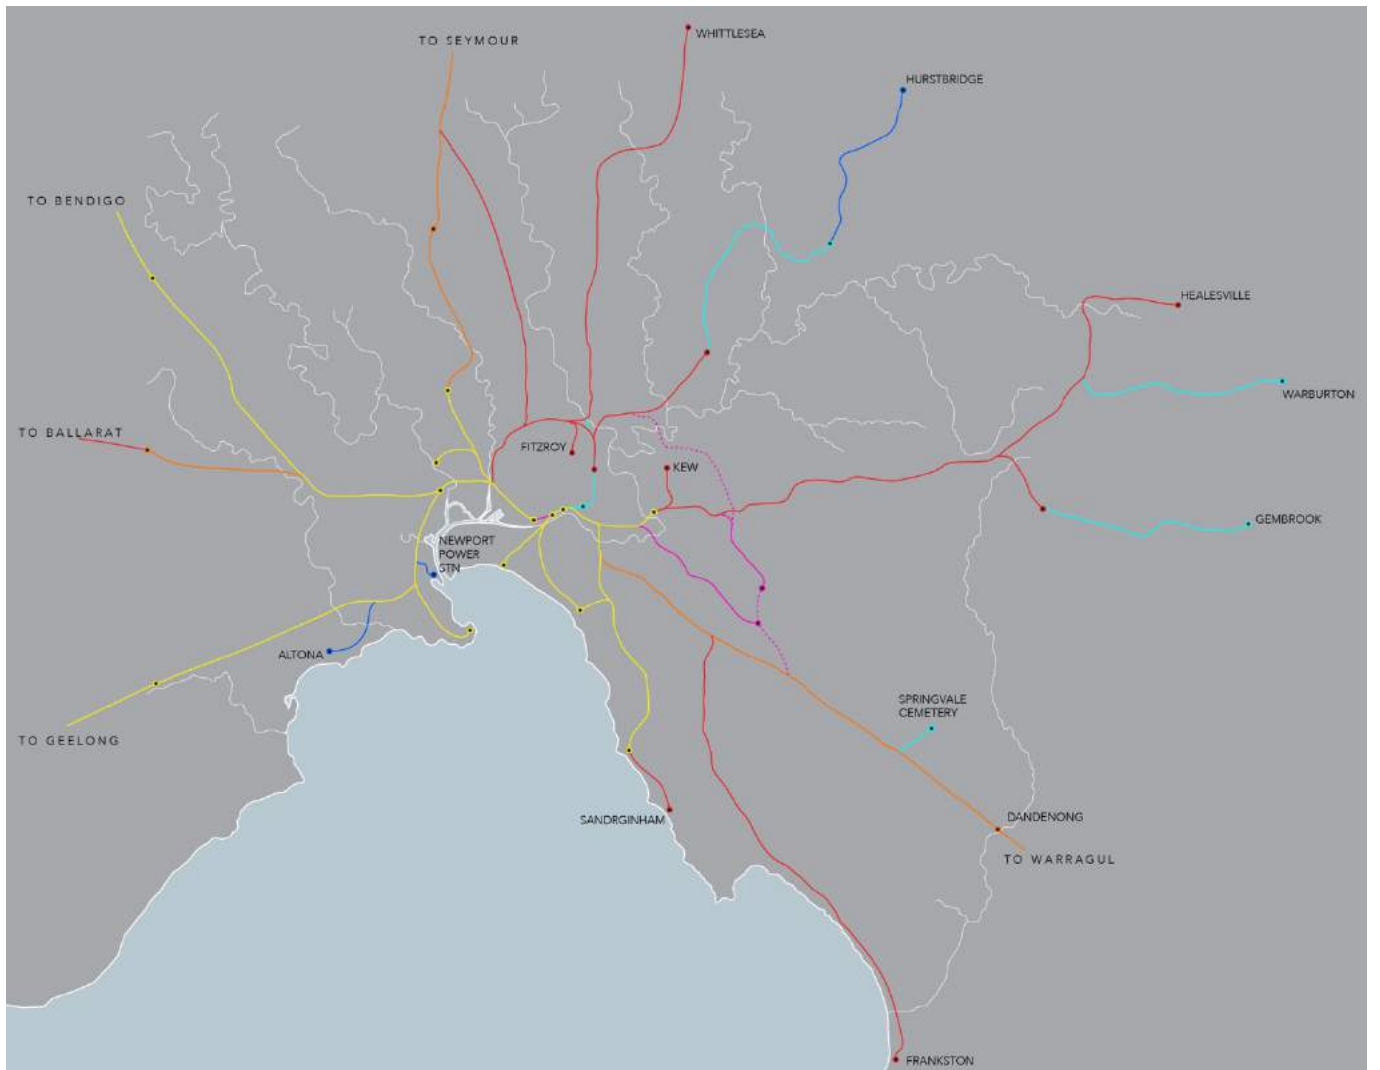 WHITTLESEA
TO SEYMOUR
HURSTBRIDGE
TO BENDIGO
HEALESVILLE
WARBURTON
TO BALLARAT
FITZROY
KEW
GEMBROOK
NEWPORT
POWER
STN
ALTONA
SPRINGVALE
CEMETERY
TO GEELONG
SANDRGINHAM
DANDENONG
TO WARRAGUL
FRANKSTON